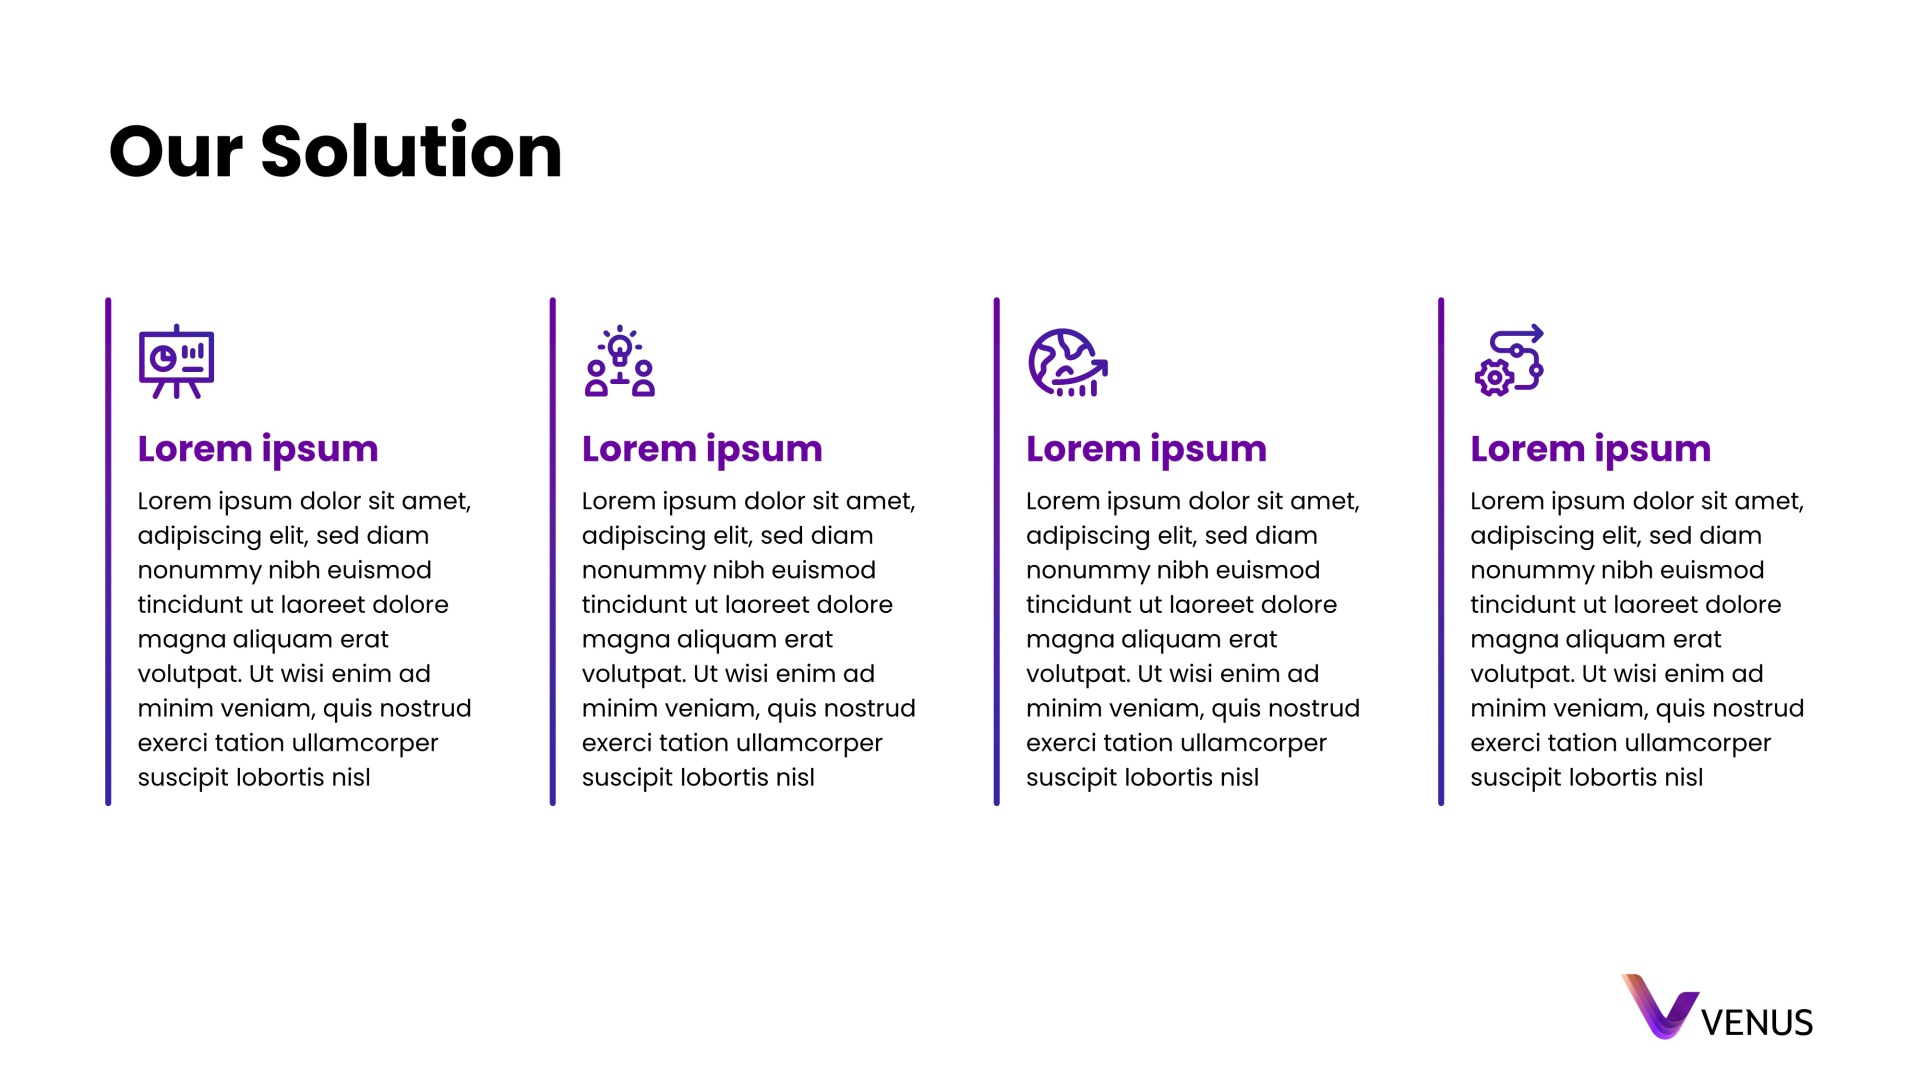 Our Solution
Lorem ipsum
Lorem ipsum dolor sit amet,
adipiscing elit, sed diam
nonummy nibh euismod
tincidunt ut laoreet dolore
magna aliquam erat
volutpat. Ut wisi enim ad
minim veniam, quis nostrud
exerci tation ullamcorper
suscipit lobortis nisl
Lorem ipsum
Lorem ipsum dolor sit amet,
adipiscing elit, sed diam
nonummy nibh euismod
tincidunt ut laoreet dolore
magna aliquam erat
volutpat. Ut wisi enim ad
minim veniam, quis nostrud
exerci tation ullamcorper
suscipit lobortis nisl
Lorem ipsum
Lorem ipsum dolor sit amet,
adipiscing elit, sed diam
nonummy nibh euismod
tincidunt ut laoreet dolore
magna aliquam erat
volutpat. Ut wisi enim ad
minim veniam, quis nostrud
exerci tation ullamcorper
suscipit lobortis nisl
Lorem ipsum
Lorem ipsum dolor sit amet,
adipiscing elit, sed diam
nonummy nibh euismod
tincidunt ut laoreet dolore
magna aliquam erat
volutpat. Ut wisi enim ad
minim veniam, quis nostrud
exerci tation ullamcorper
suscipit lobortis nisl
VENUS